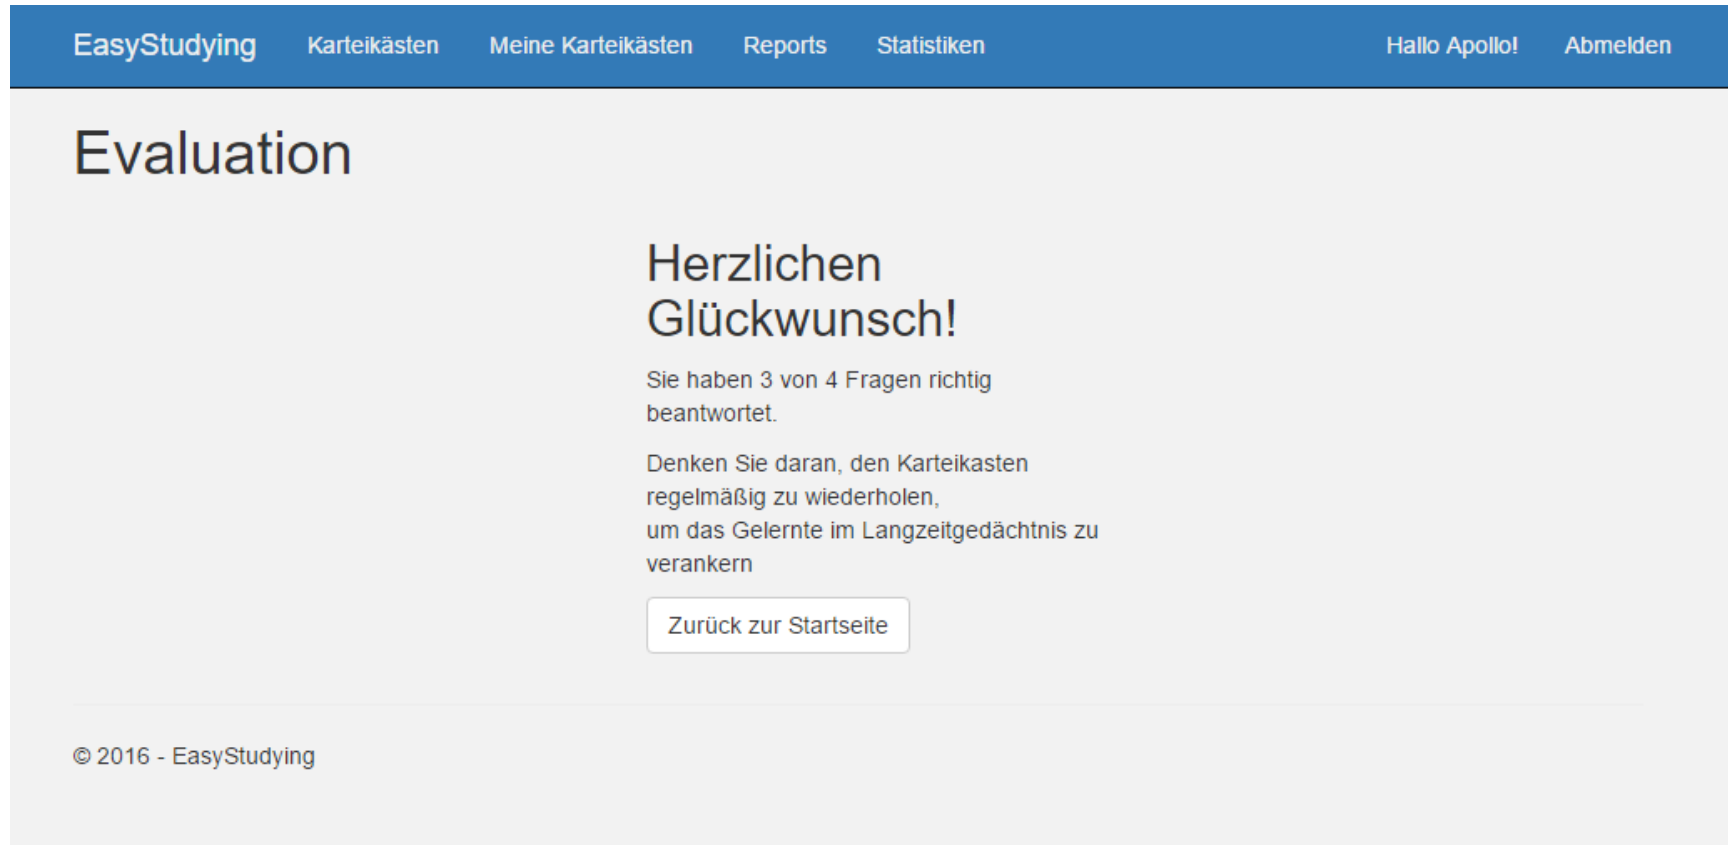 EasyStudying Karteikästen Meine Karteikästen Reports Statistiken Hallo Apollo! Abmelden
Evaluation
Herzlichen
Glückwunsch!
Sie haben 3 von 4 Fragen richtig
beantwortet.
Denken Sie daran, den Karteikasten
regelmäßig zu wiederholen,
um das Gelernte im Langzeitgedächtnis zu
verankern
Zurück zur Startseite
© 2016 - EasyStudying